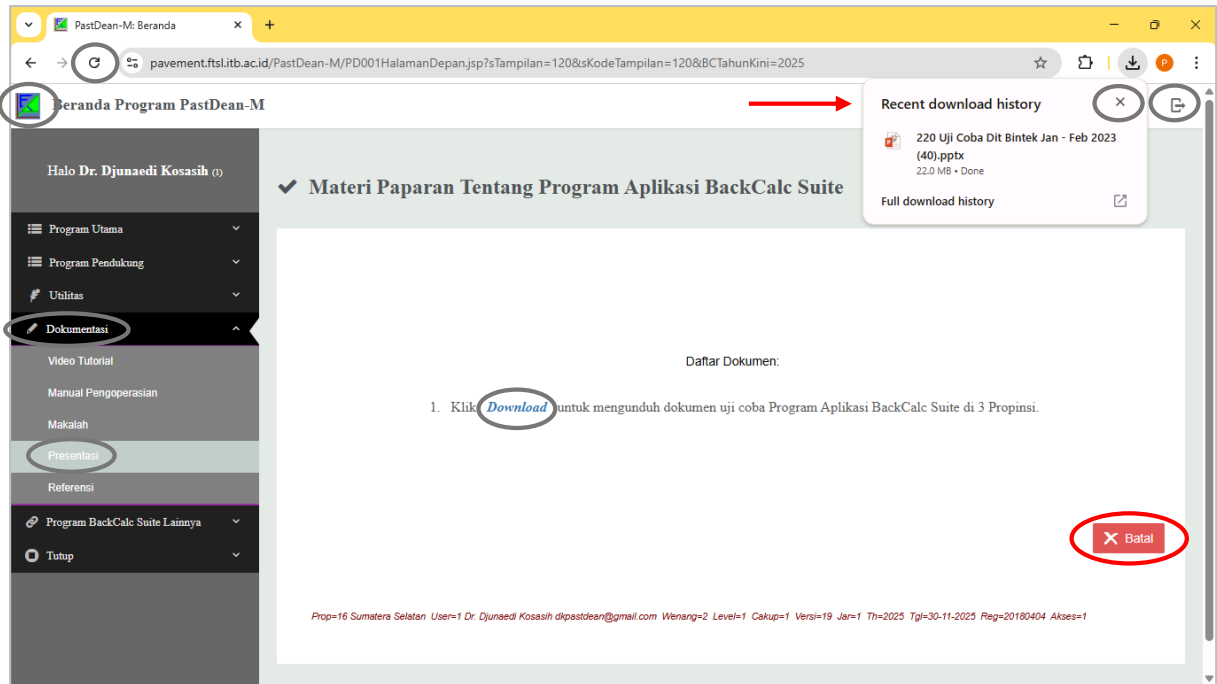 PastDean-M: Beranda
pavement.ftsl.itb.ac.id/PastDean-M/PD001HalamanDepan.jsp?sTampilan=120&sKodeTampilan=120&BCTahunKini=2025
P
Beranda Program PastDean-M
Recent download history
220 Uji Coba Dit Bintek Jan - Feb 2023
(40).pptx
22.0 MB • Done
Full download history
Halo Dr. Djunaedi Kosasih (1)
Materi Paparan Tentang Program Aplikasi BackCalc Suite
Program Utama
Program Pendukung
Utilitas
Dokumentasi
Video Tutorial
Manual Pengoperasian
Makalah
Presentasi
Referensi
Program BackCalc Suite Lainnya
Tutup
Daftar Dokumen:
1. Klik Download untuk mengunduh dokumen uji coba Program Aplikasi BackCalc Suite di 3 Propinsi.
Batal
Prop=16 Sumatera Selatan User=1 Dr. Djunaedi Kosasih dkpastdean@gmail.com Wenang=2 Level=1 Cakup=1 Versi=19 Jar=1 Th=2025 Tgl=30-11-2025 Reg=20180404 Akses=1